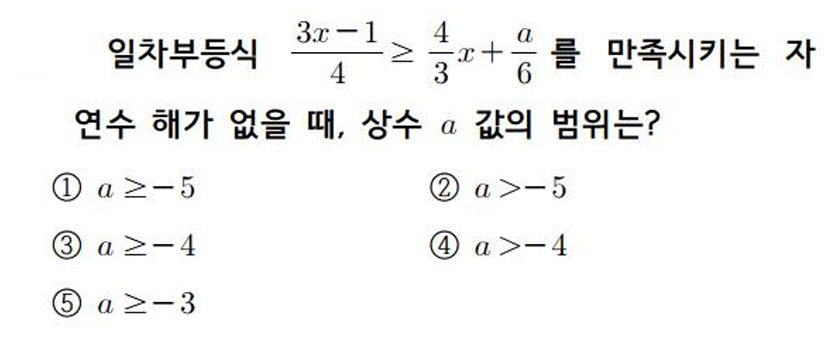 일차부등식 $\frac{3x-1}{4} \geq \frac{4}{3}x + \frac{a}{6}$ 를 만족시키는 자
연수 해가 없을 때, 상수 $a$ 값의 범위는?
① $a \geq -5$ ② $a > -5$
③ $a \geq -4$ ④ $a > -4$
⑤ $a \geq -3$